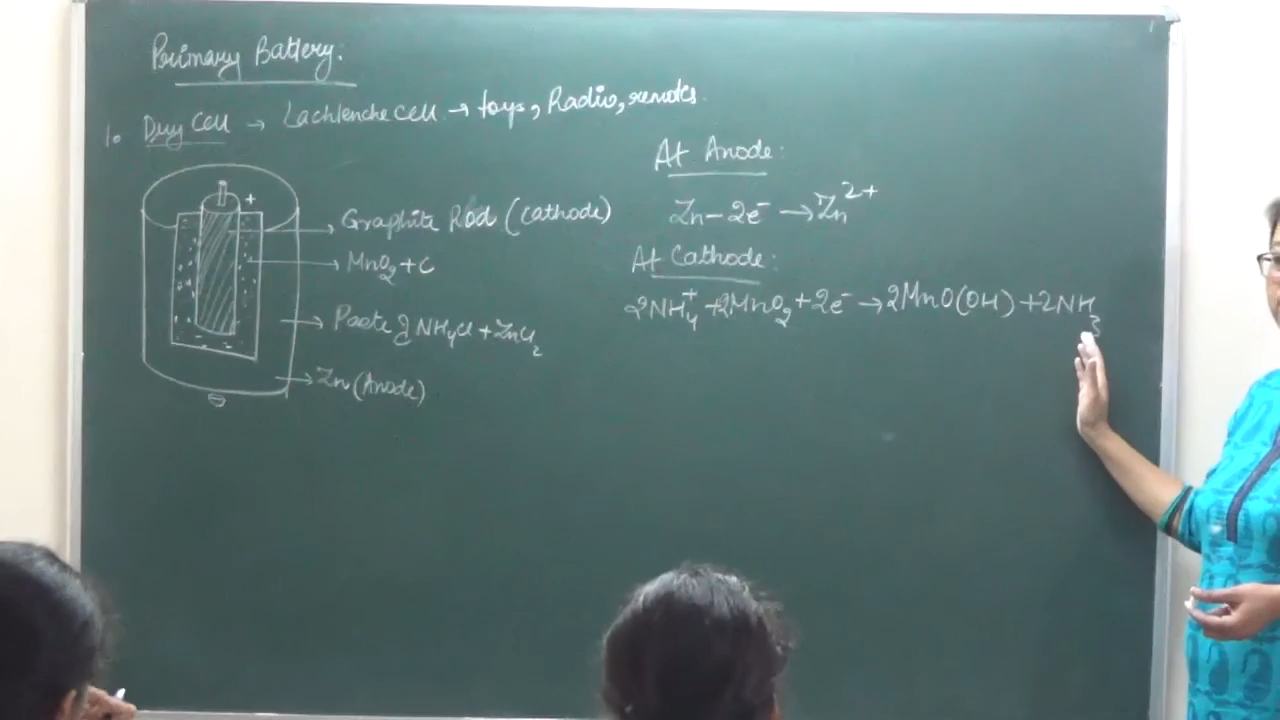 Primary Battery:
1. Dry Cell → Lachlenche Cell → toys, Radio, remotes.
+
Graphite Rod (Cathode)
MnO₂ + C
Paste of NH₄Cl + ZnCl₂
Zn (Anode)
⊖
At Anode:
Zn – 2e⁻ → Zn²⁺
At Cathode:
2NH₄⁺ + 2MnO₂ + 2e⁻ → 2MnO(OH) + 2NH₃